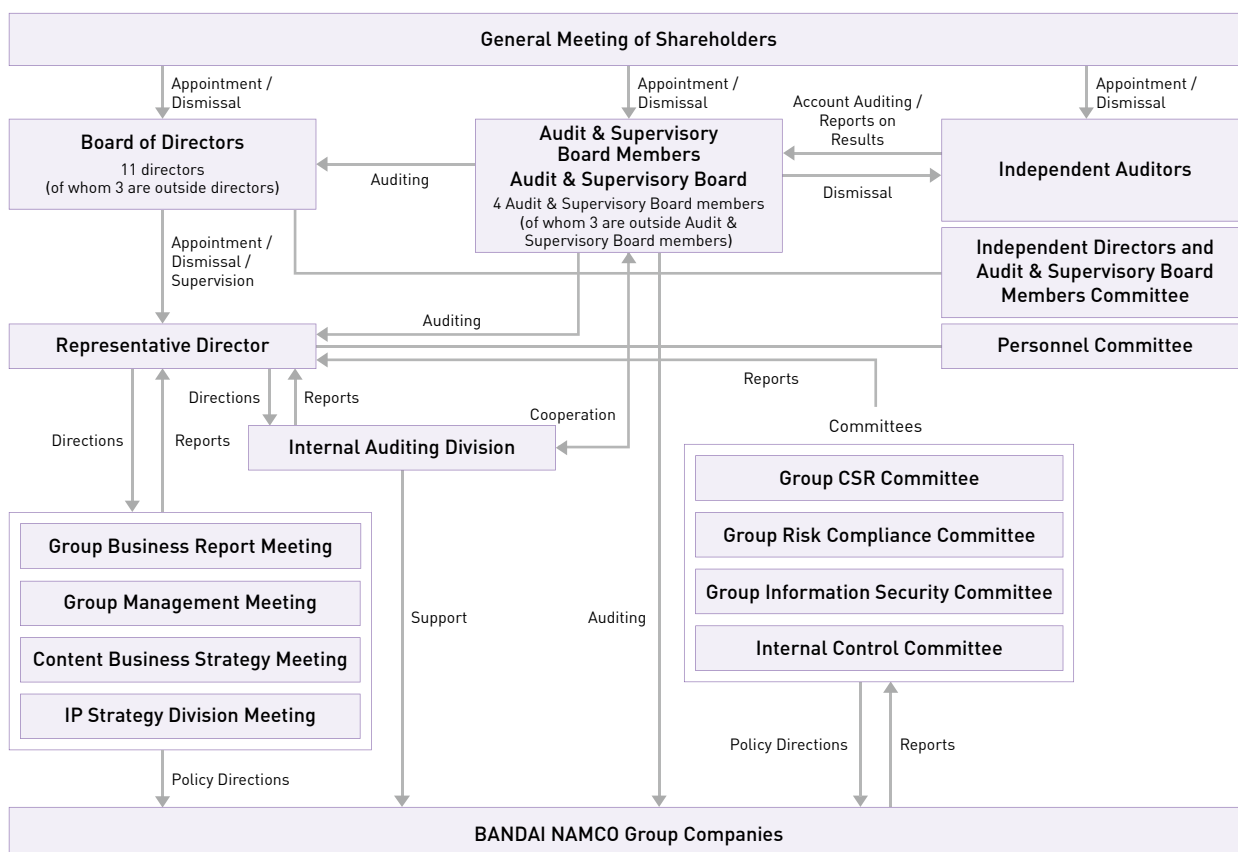 General Meeting of Shareholders
Appointment /
Dismissal
Appointment /
Dismissal
Appointment /
Dismissal
Board of Directors
11 directors
(of whom 3 are outside directors)
Auditing
Audit & Supervisory
Board Members
Audit & Supervisory Board
4 Audit & Supervisory Board members
(of whom 3 are outside Audit &
Supervisory Board members)
Account Auditing /
Reports on
Results
Dismissal
Independent Auditors
Independent Directors and
Audit & Supervisory Board
Members Committee
Appointment /
Dismissal /
Supervision
Auditing
Representative Director
Personnel Committee
Reports
Directions
Reports
Directions
Reports
Cooperation
Internal Auditing Division
Committees
Group CSR Committee
Group Risk Compliance Committee
Group Information Security Committee
Internal Control Committee
Group Business Report Meeting
Group Management Meeting
Content Business Strategy Meeting
IP Strategy Division Meeting
Support
Auditing
Policy Directions
Policy Directions
Reports
BANDAI NAMCO Group Companies